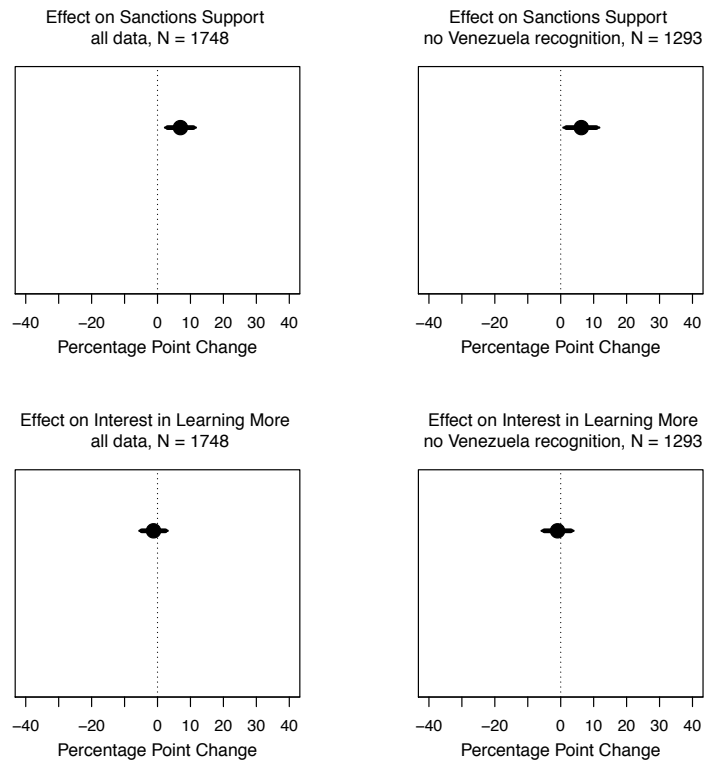 Effect on Sanctions Support
all data, N = 1748
−40 −20 0 10 20 30 40
Percentage Point Change
Effect on Sanctions Support
no Venezuela recognition, N = 1293
−40 −20 0 10 20 30 40
Percentage Point Change
Effect on Interest in Learning More
all data, N = 1748
−40 −20 0 10 20 30 40
Percentage Point Change
Effect on Interest in Learning More
no Venezuela recognition, N = 1293
−40 −20 0 10 20 30 40
Percentage Point Change